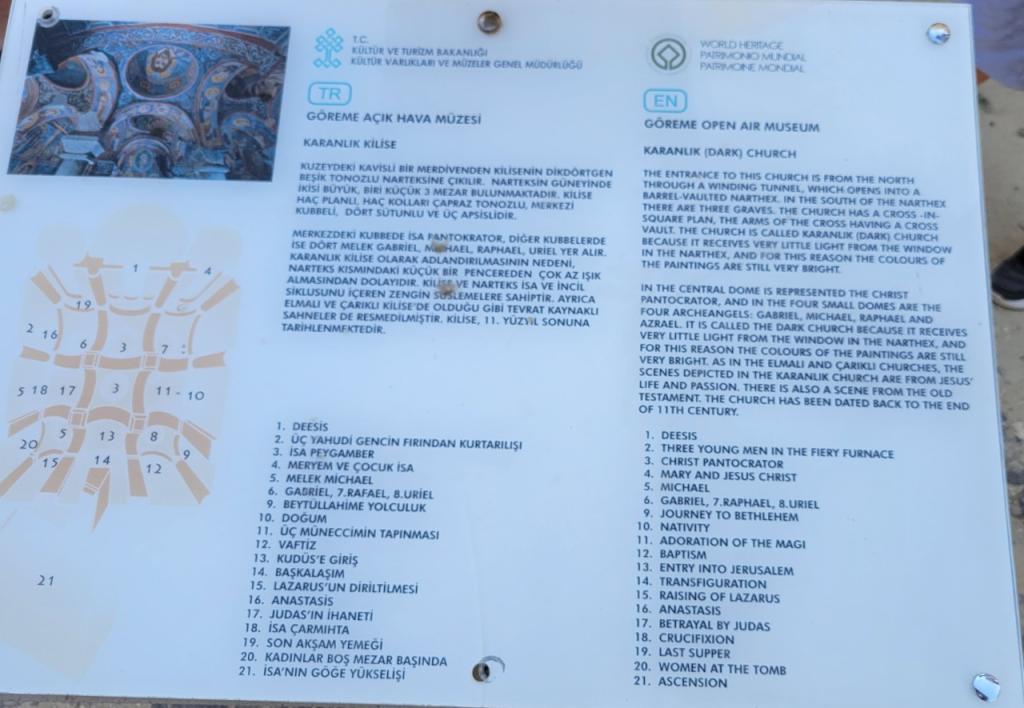 T.C.
KÜLTÜR VE TURİZM BAKANLIĞI
KÜLTÜR VARLIKLARI VE MÜZELER GENEL MÜDÜRLÜĞÜ
TR
GÖREME AÇIK HAVA MÜZESİ
KARANLIK KİLİSE
KUZEYDEKİ KAVİSLİ BİR MERDİVENDEN KİLİSENİN DİKDÖRTGEN
BEŞİK TONOZLU NARTEKSİNE ÇIKILIR. NARTEKSİN GÜNEYİNDE
İKİSİ BÜYÜK, BİRİ KÜÇÜK 3 MEZAR BULUNMAKTADIR. KİLİSE
HAÇ PLANLI, HAÇ KOLLARI ÇAPRAZ TONOZLU, MERKEZİ
KUBBELİ, DÖRT SÜTUNLU VE ÜÇ APSİSLİDİR.
MERKEZDEKİ KUBBEDE İSA PANTOKRATOR, DİĞER KUBBELERDE
İSE DÖRT MELEK GABRİEL, MICHAEL, RAPHAEL, URİEL YER ALIR.
KARANLIK KİLİSE OLARAK ADLANDIRILMASININ NEDENİ,
NARTEKS KISMINDAKİ KÜÇÜK BİR PENCEREDEN ÇOK AZ IŞIK
ALMASINDAN DOLAYIDIR. KİLİSE VE NARTEKS İSA VE İNCİL
SİKLUSUNU İÇEREN ZENGİN SÜSLEMELERE SAHİPTİR. AYRICA
ELMALI VE ÇARIKLI KİLİSE'DE OLDUĞU GİBİ TEVRAT KAYNAKLI
SAHNELER DE RESMEDİLMİŞTİR. KİLİSE, 11. YÜZYIL SONUNA
TARİHLENMEKTEDİR.
1. DEESİS
2. ÜÇ YAHUDİ GENCİN FIRINDAN KURTARILIŞI
3. İSA PEYGAMBER
4. MERYEM VE ÇOCUK İSA
5. MELEK MİCHAEL
6. GABRİEL, 7.RAFAEL, 8.URİEL
9. BEYTÜLLAHİME YOLCULUK
10. DOĞUM
11. ÜÇ MÜNECCİMİN TAPINMASI
12. VAFTİZ
13. KUDÜS'E GİRİŞ
14. BAŞKALAŞIM
15. LAZARUS'UN DİRİLTİLMESİ
16. ANASTASİS
17. JUDAS'IN İHANETİ
18. İSA ÇARMIHTA
19. SON AKŞAM YEMEĞİ
20. KADINLAR BOŞ MEZAR BAŞINDA
21. İSA'NIN GÖĞE YÜKSELİŞİ
WORLD HERITAGE
PATRIMONIO MUNDIAL
PATRIMOINE MONDIAL
EN
GÖREME OPEN AIR MUSEUM
KARANLIK (DARK) CHURCH
THE ENTRANCE TO THIS CHURCH IS FROM THE NORTH
THROUGH A WINDING TUNNEL, WHICH OPENS INTO A
BARREL-VAULTED NARTHEX. IN THE SOUTH OF THE NARTHEX
THERE ARE THREE GRAVES. THE CHURCH HAS A CROSS -IN-
SQUARE PLAN, THE ARMS OF THE CROSS HAVING A CROSS
VAULT. THE CHURCH IS CALLED KARANLIK (DARK) CHURCH
BECAUSE IT RECEIVES VERY LITTLE LIGHT FROM THE WINDOW
IN THE NARTHEX, AND FOR THIS REASON THE COLOURS OF
THE PAINTINGS ARE STILL VERY BRIGHT.
IN THE CENTRAL DOME IS REPRESENTED THE CHRIST
PANTOCRATOR, AND IN THE FOUR SMALL DOMES ARE THE
FOUR ARCHEANGELS: GABRIEL, MICHAEL, RAPHAEL AND
AZRAEL. IT IS CALLED THE DARK CHURCH BECAUSE IT RECEIVES
VERY LITTLE LIGHT FROM THE WINDOW IN THE NARTHEX, AND
FOR THIS REASON THE COLOURS OF THE PAINTINGS ARE STILL
VERY BRIGHT. AS IN THE ELMALI AND ÇARIKLI CHURCHES, THE
SCENES DEPICTED IN THE KARANLIK CHURCH ARE FROM JESUS'
LIFE AND PASSION. THERE IS ALSO A SCENE FROM THE OLD
TESTAMENT. THE CHURCH HAS BEEN DATED BACK TO THE END
OF 11TH CENTURY.
1. DEESIS
2. THREE YOUNG MEN IN THE FIERY FURNACE
3. CHRIST PANTOCRATOR
4. MARY AND JESUS CHRIST
5. MICHAEL
6. GABRIEL, 7.RAPHAEL, 8.URIEL
9. JOURNEY TO BETHLEHEM
10. NATIVITY
11. ADORATION OF THE MAGI
12. BAPTISM
13. ENTRY INTO JERUSALEM
14. TRANSFIGURATION
15. RAISING OF LAZARUS
16. ANASTASIS
17. BETRAYAL BY JUDAS
18. CRUCIFIXION
19. LAST SUPPER
20. WOMEN AT THE TOMB
21. ASCENSION
1 4
19
2 16 6 3 7
5 18 17 3 11 - 10
20 5 13 8 9
15 14 12
21